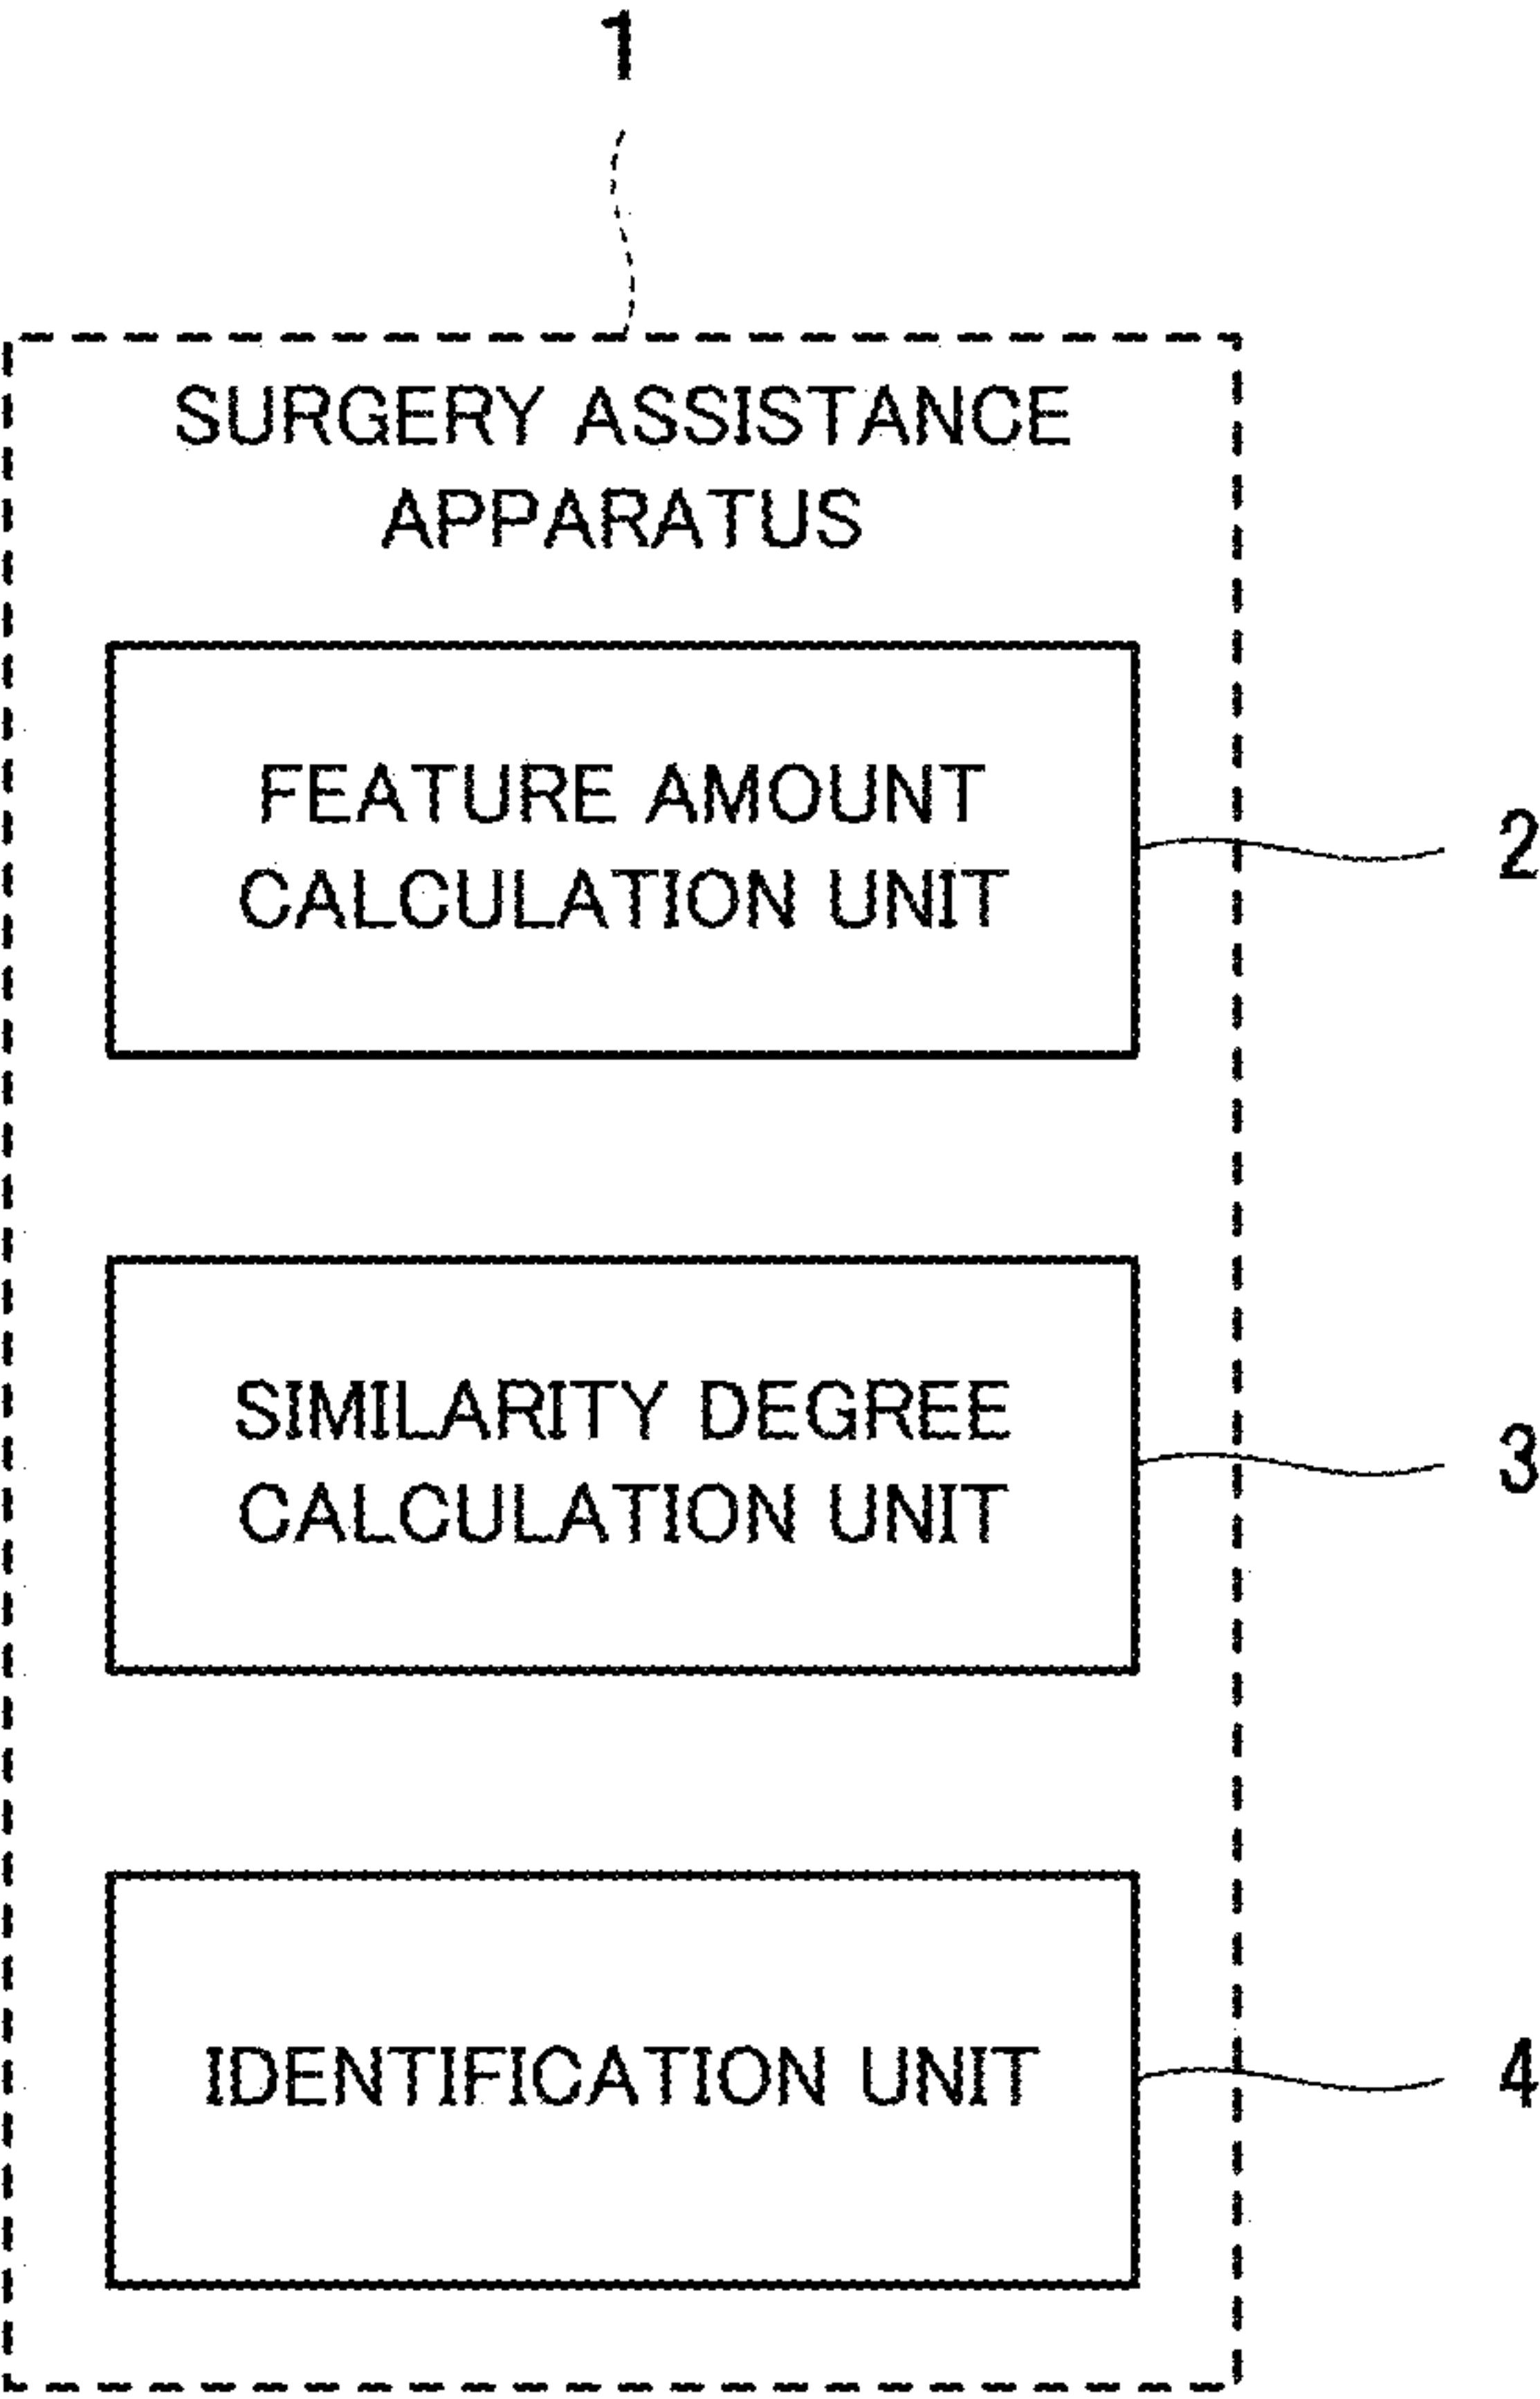 1
SURGERY ASSISTANCE
APPARATUS
FEATURE AMOUNT
CALCULATION UNIT
2
SIMILARITY DEGREE
CALCULATION UNIT
3
IDENTIFICATION UNIT
4